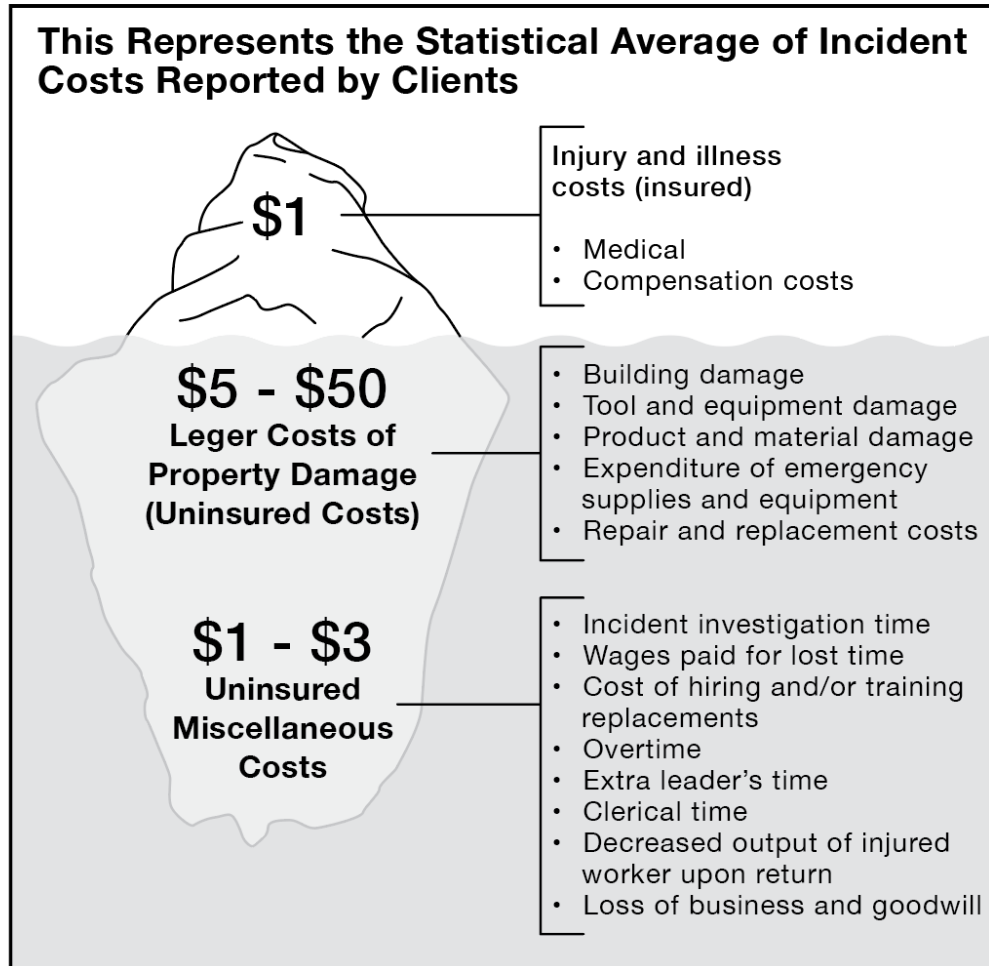 This Represents the Statistical Average of Incident
Costs Reported by Clients
$1
Injury and illness
costs (insured)
• Medical
• Compensation costs
$5 - $50
Leger Costs of
Property Damage
(Uninsured Costs)
• Building damage
• Tool and equipment damage
• Product and material damage
• Expenditure of emergency
supplies and equipment
• Repair and replacement costs
$1 - $3
Uninsured
Miscellaneous
Costs
• Incident investigation time
• Wages paid for lost time
• Cost of hiring and/or training
replacements
• Overtime
• Extra leader’s time
• Clerical time
• Decreased output of injured
worker upon return
• Loss of business and goodwill